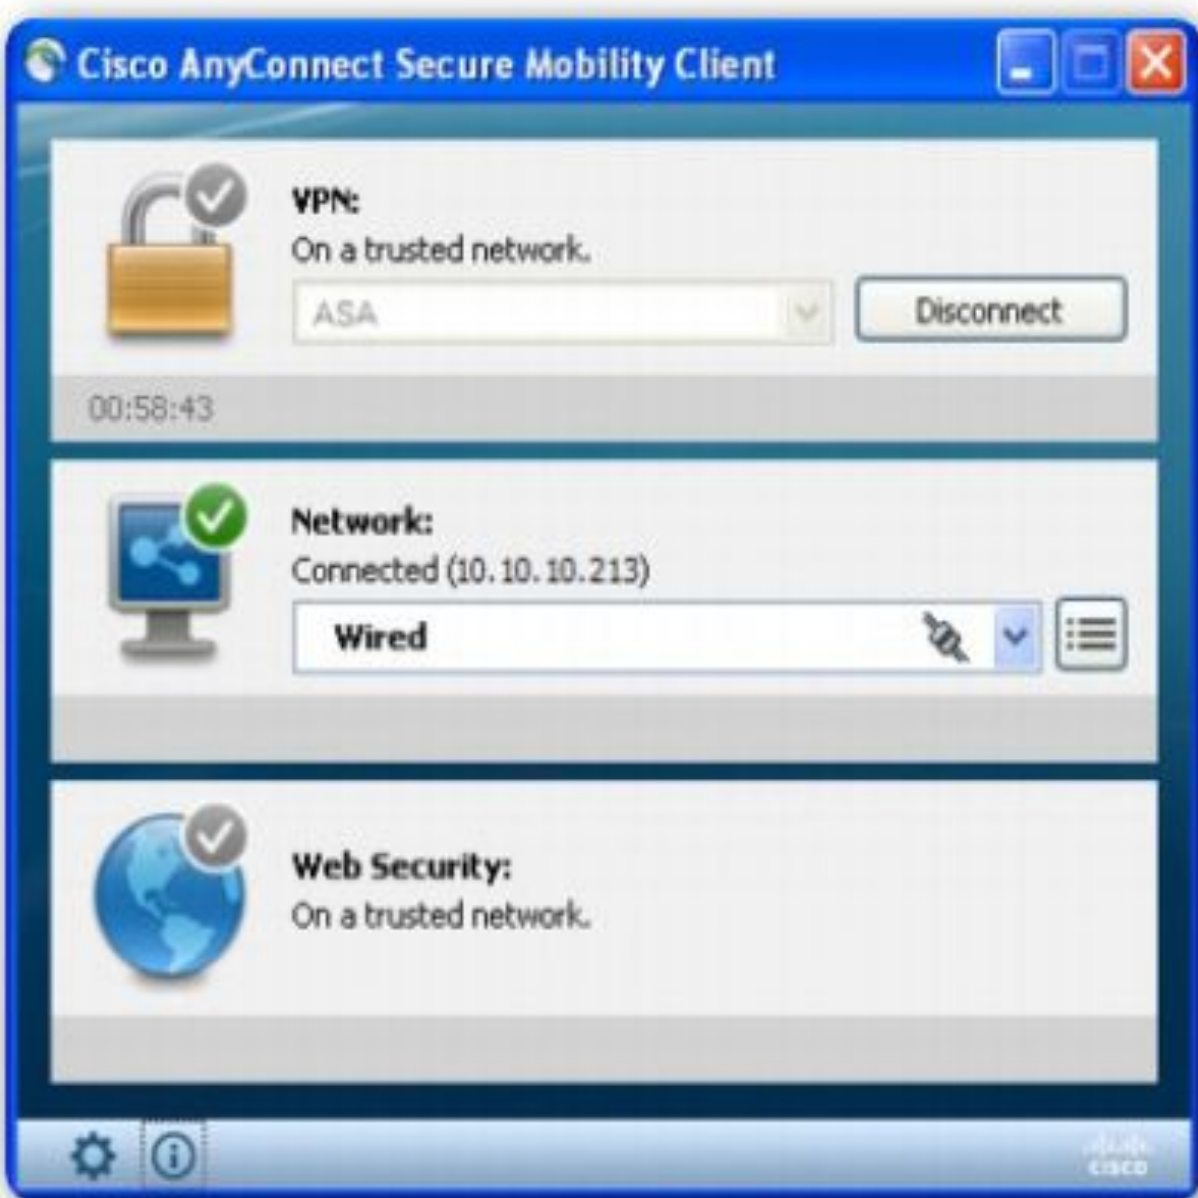 Cisco AnyConnect Secure Mobility Client
VPN:
On a trusted network.
ASA
Disconnect
00:58:43
Network:
Connected (10.10.10.213)
Wired
Web Security:
On a trusted network.
CISCO